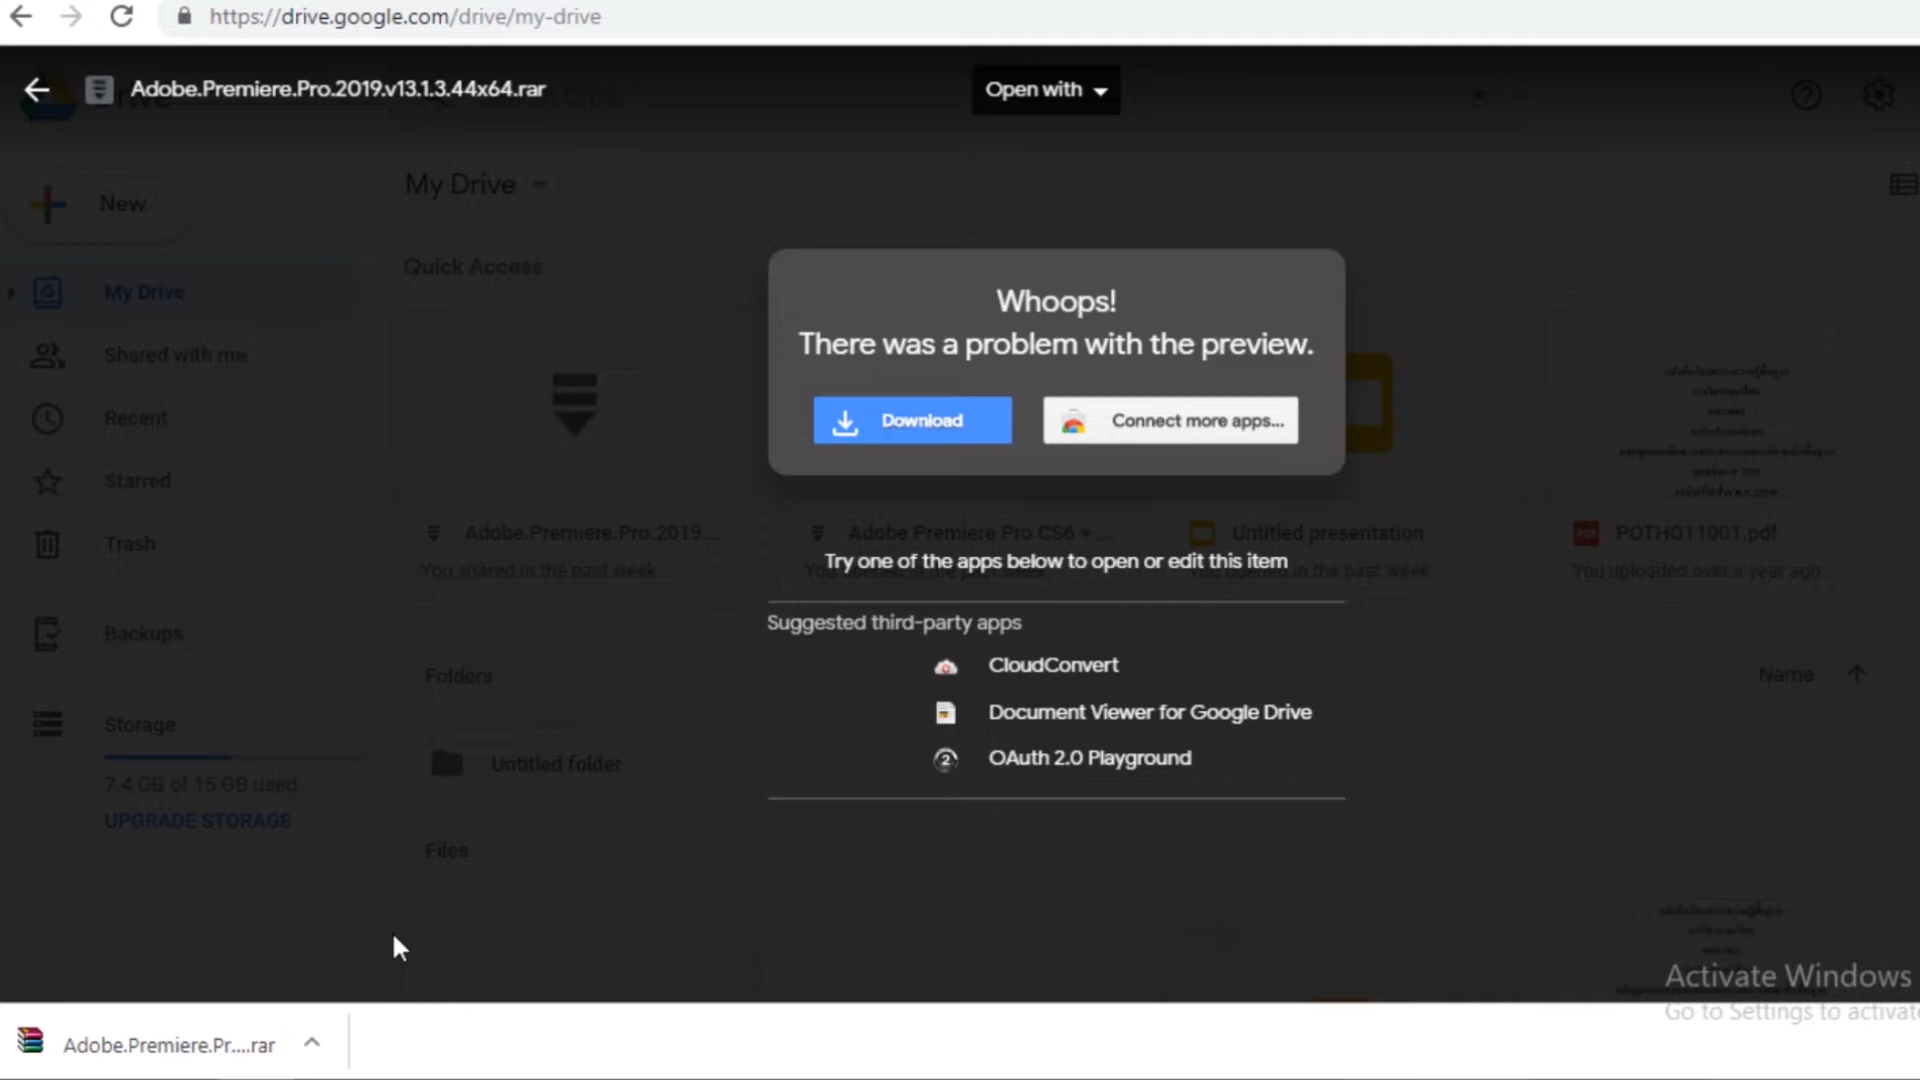 https://drive.google.com/drive/my-drive
Adobe.Premiere.Pro.2019.v13.1.3.44x64.rar
Open with
New
My Drive
Quick Access
Whoops!
There was a problem with the preview.
Download
Connect more apps...
My Drive
Shared with me
Recent
Starred
Trash
Backups
Storage
7.4 GB of 15 GB used
UPGRADE STORAGE
Adobe.Premiere.Pro.2019...
You shared in the past week
Adobe Premiere Pro CS6 + ...
Untitled presentation
You opened in the past week
POTHO11001.pdf
You uploaded over a year ago
Try one of the apps below to open or edit this item
Suggested third-party apps
CloudConvert
Document Viewer for Google Drive
OAuth 2.0 Playground
Folders
Name
Untitled folder
Files
Activate Windows
Go to Settings to activate
Adobe.Premiere.Pr....rar